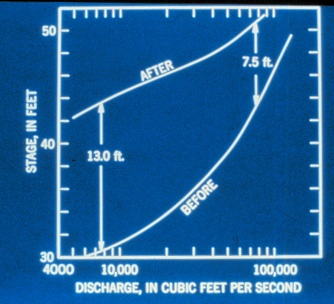 50
40
30
STAGE, IN FEET
AFTER
7.5 ft.
13.0 ft.
BEFORE
4000 10,000 100,000
DISCHARGE, IN CUBIC FEET PER SECOND